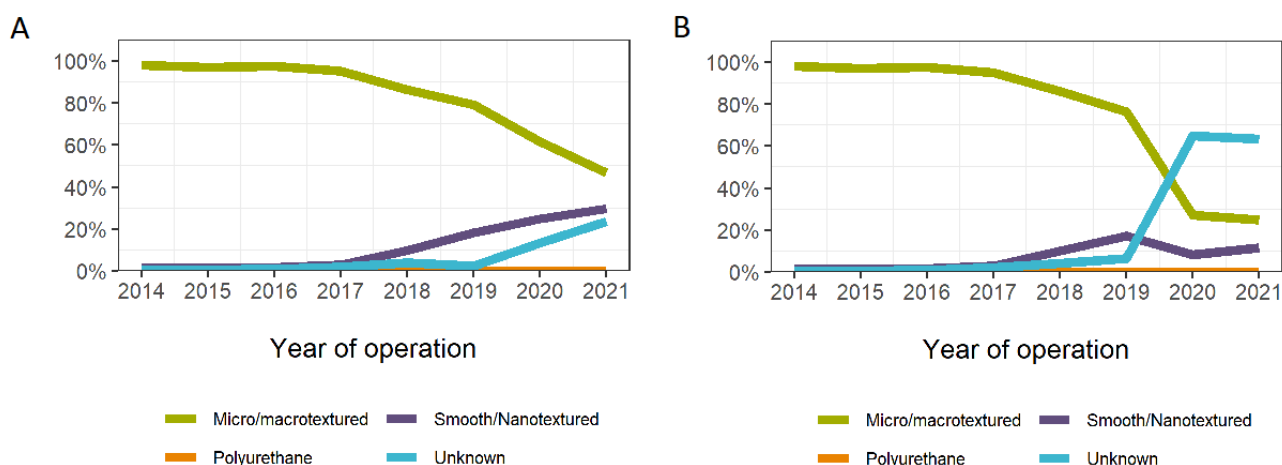 A
100%
80%
60%
40%
20%
0%
2014 2015 2016 2017 2018 2019 2020 2021
Year of operation
Micro/macrotextured Smooth/Nanotextured
Polyurethane Unknown
B
100%
80%
60%
40%
20%
0%
2014 2015 2016 2017 2018 2019 2020 2021
Year of operation
Micro/macrotextured Smooth/Nanotextured
Polyurethane Unknown